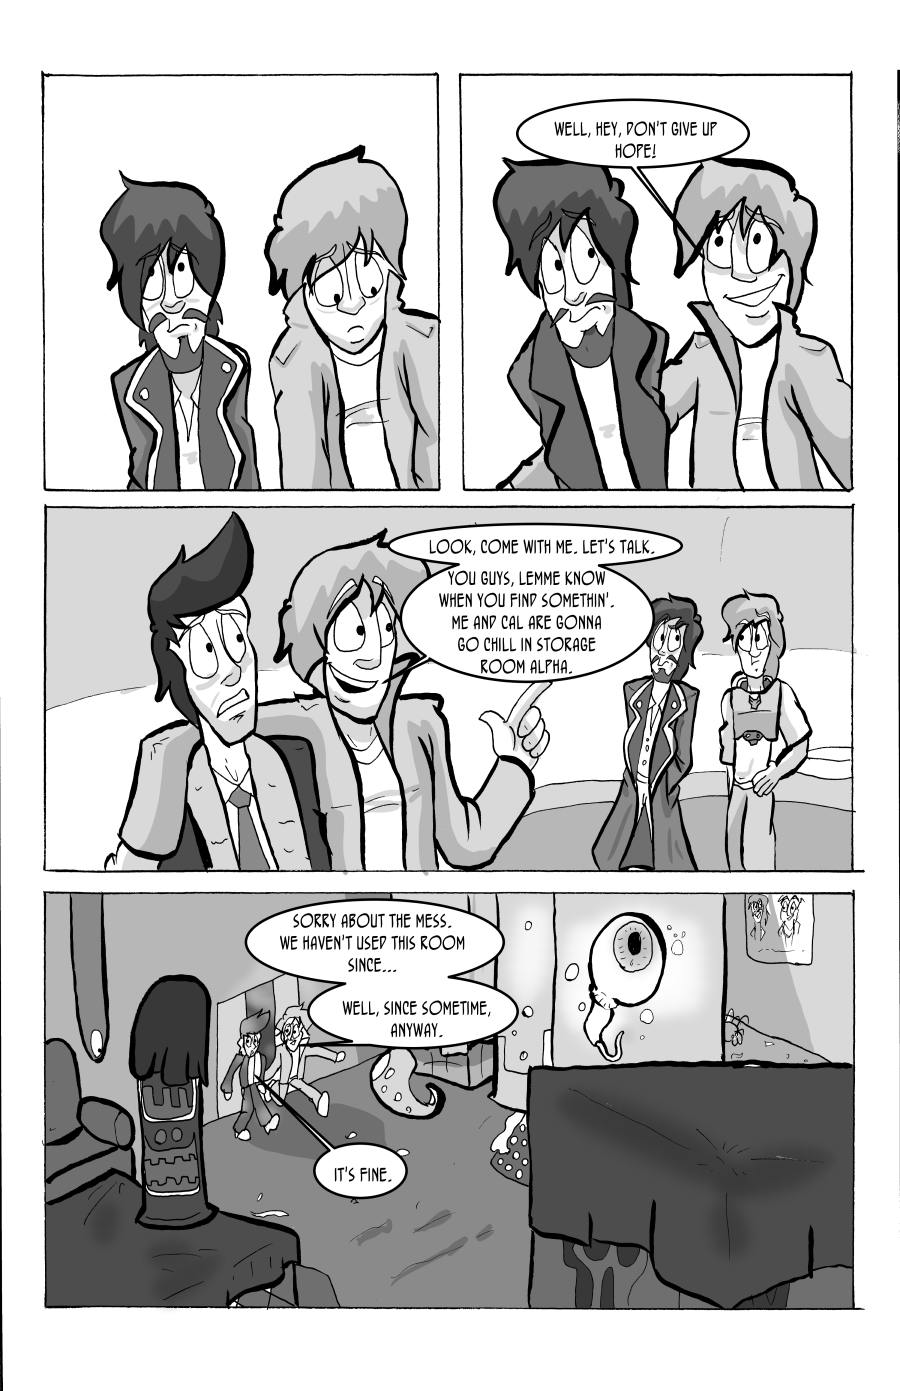 WELL, HEY, DON'T GIVE UP
HOPE!
LOOK, COME WITH ME. LET'S TALK.
YOU GUYS, LEMME KNOW
WHEN YOU FIND SOMETHIN'.
ME AND CAL ARE GONNA
GO CHILL IN STORAGE
ROOM ALPHA.
SORRY ABOUT THE MESS.
WE HAVEN'T USED THIS ROOM
SINCE...
WELL, SINCE SOMETIME,
ANYWAY.
IT'S FINE.